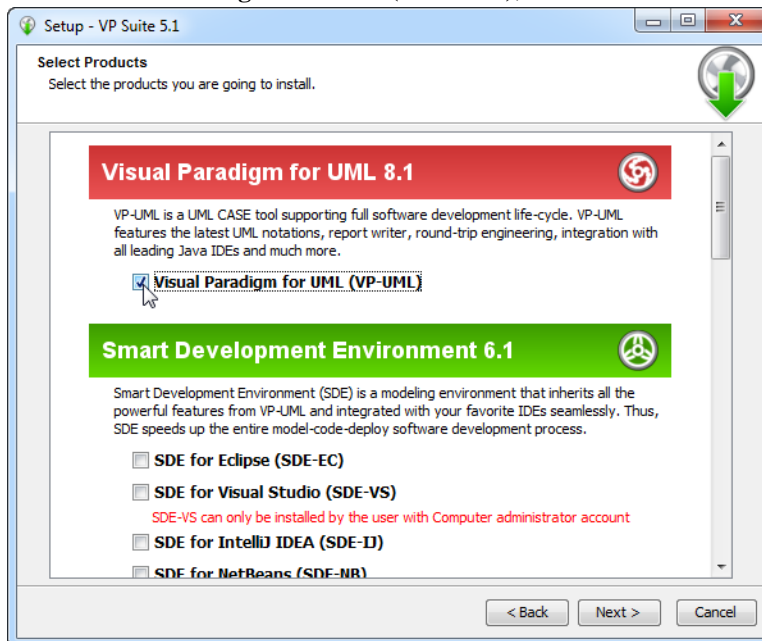 Setup - VP Suite 5.1
Select Products
Select the products you are going to install.
Visual Paradigm for UML 8.1
VP-UML is a UML CASE tool supporting full software development life-cycle. VP-UML
features the latest UML notations, report writer, round-trip engineering, integration with
all leading Java IDEs and much more.
Visual Paradigm for UML (VP-UML)
Smart Development Environment 6.1
Smart Development Environment (SDE) is a modeling environment that inherits all the
powerful features from VP-UML and integrated with your favorite IDEs seamlessly. Thus,
SDE speeds up the entire model-code-deploy software development process.
SDE for Eclipse (SDE-EC)
SDE for Visual Studio (SDE-VS)
SDE-VS can only be installed by the user with Computer administrator account
SDE for IntelliJ IDEA (SDE-IJ)
SDE for NetBeans (SDE-NB)
< Back Next > Cancel